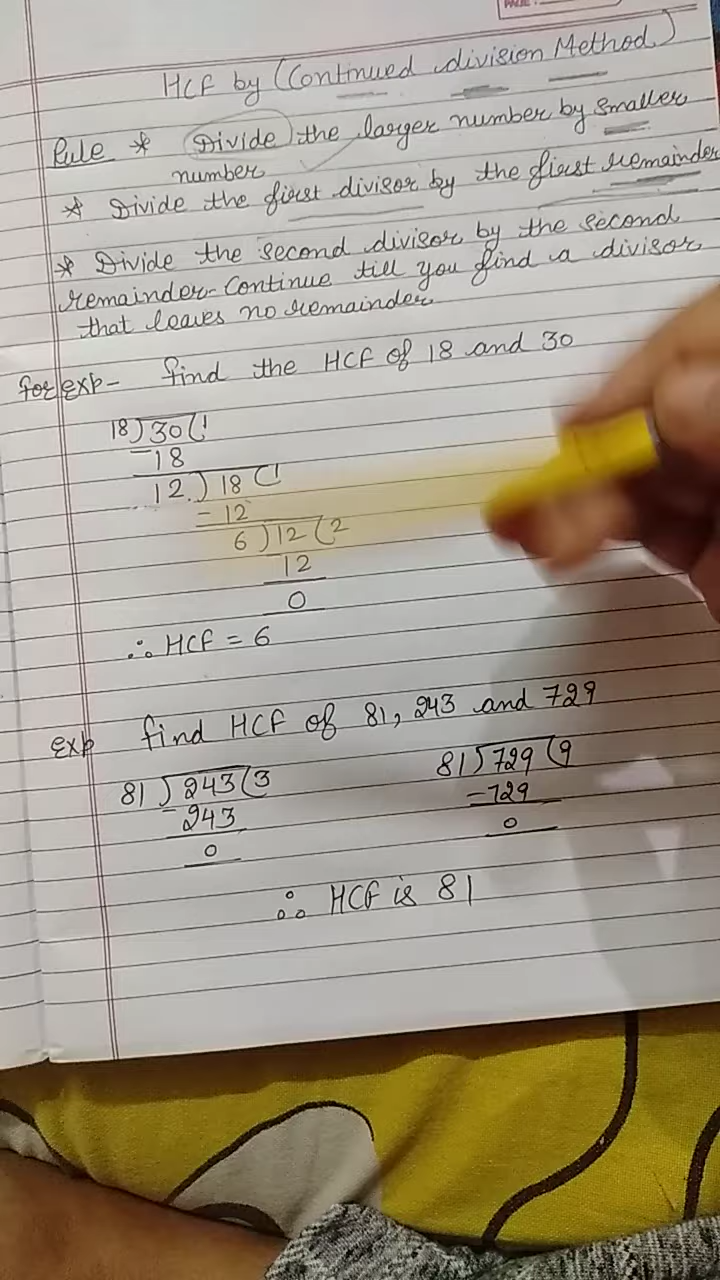 PAGE :
HCF by (Continued division Method)
Rule * Divide the larger number by smaller
number
* Divide the first divisor by the first remainder
* Divide the second divisor by the second
remainder-Continue till you find a divisor
that leaves no remainder
for exp- find the HCF of 18 and 30
18)30(1
-18
12)18(1
-12
6)12(2
12
0
∴ HCF = 6
Exp find HCF of 81, 243 and 729
81)243(3
-243
0
81)729(9
-729
0
∴ HCF is 81